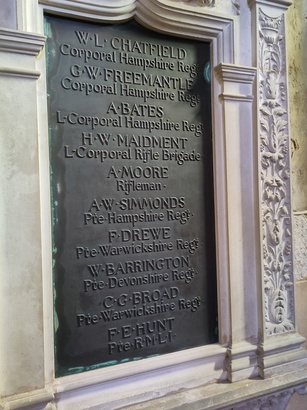 W·L·CHATFIELD
Corporal Hampshire Regt
G·W·FREEMANTLE
Corporal Hampshire Regt
A·BATES
L-Corporal Hampshire Regt
H·W·MAIDMENT
L-Corporal Rifle Brigade
A·MOORE
Rifleman·
A·W·SIMMONDS
Pte·Hampshire Regt·
F·DREWE
Pte·Warwickshire Regt
W·BARRINGTON
Pte·Devonshire Regt·
C·G·BROAD
Pte·Warwickshire Regt
F·E·HUNT
Pte·R·M·L·I·